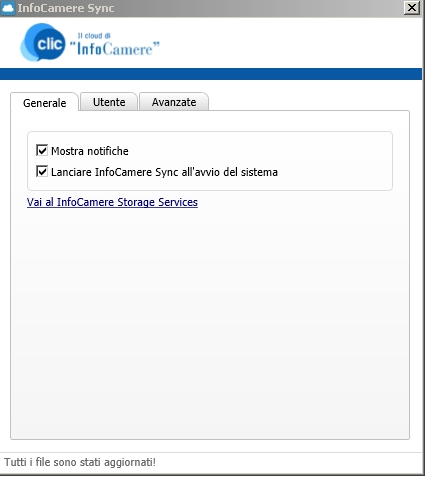 InfoCamere Sync
clic
Il cloud di
"InfoCamere"
Generale
Utente
Avanzate
Mostra notifiche
Lanciare InfoCamere Sync all'avvio del sistema
Vai al InfoCamere Storage Services
Tutti i file sono stati aggiornati!